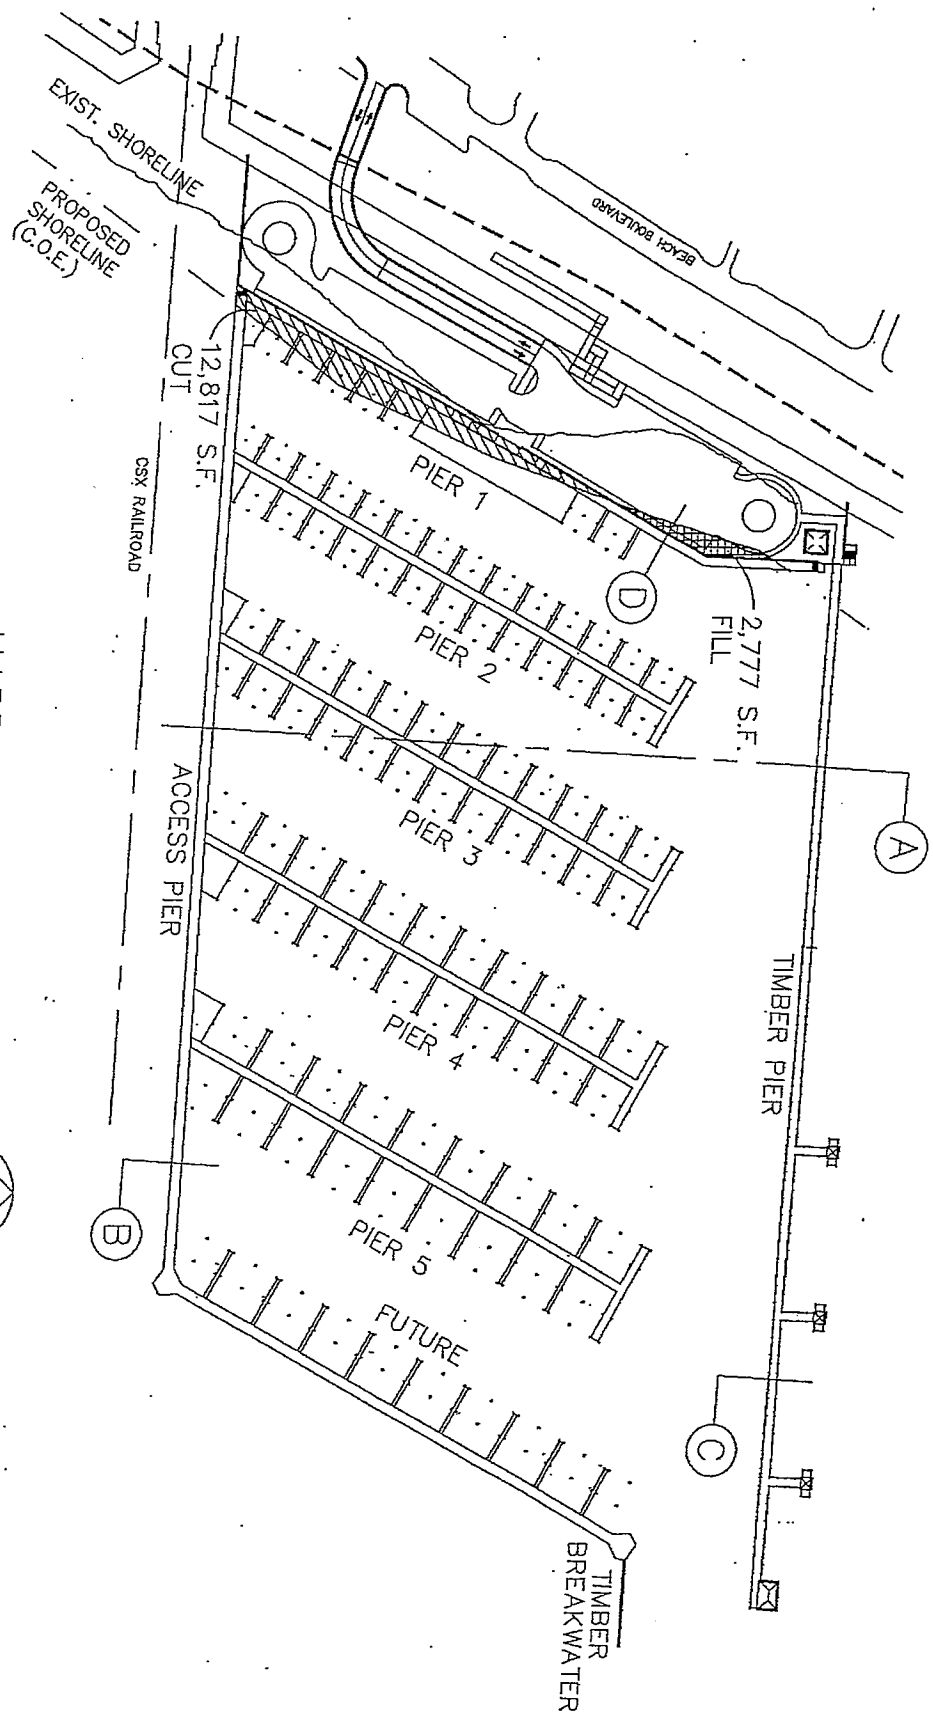 BEACH BOULEVARD
EXIST. SHORELINE
PROPOSED
SHORELINE
(C.O.E.)
12,817 S.F.
CUT
CSX RAILROAD
PIER 1
D
2,777 S.F.
FILL
PIER 2
A
PIER 3
ACCESS PIER
TIMBER PIER
PIER 4
B
PIER 5
C
FUTURE
TIMBER
BREAKWATER